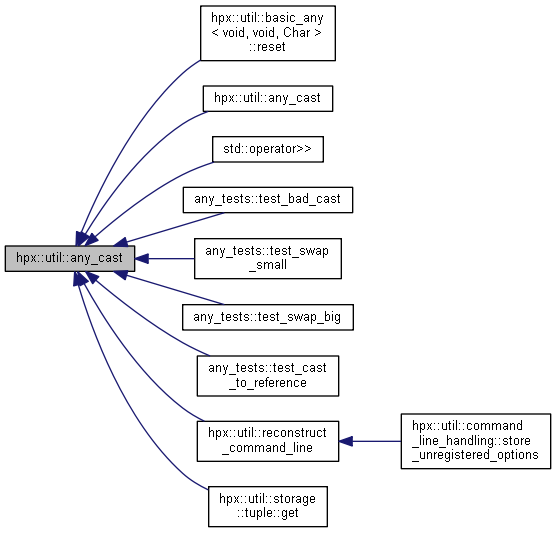 hpx::util::basic_any
< void, void, Char >
::reset
hpx::util::any_cast
std::operator>>
any_tests::test_bad_cast
hpx::util::any_cast
any_tests::test_swap
_small
any_tests::test_swap_big
any_tests::test_cast
_to_reference
hpx::util::reconstruct
_command_line
hpx::util::command
_line_handling::store
_unregistered_options
hpx::util::storage
::tuple::get